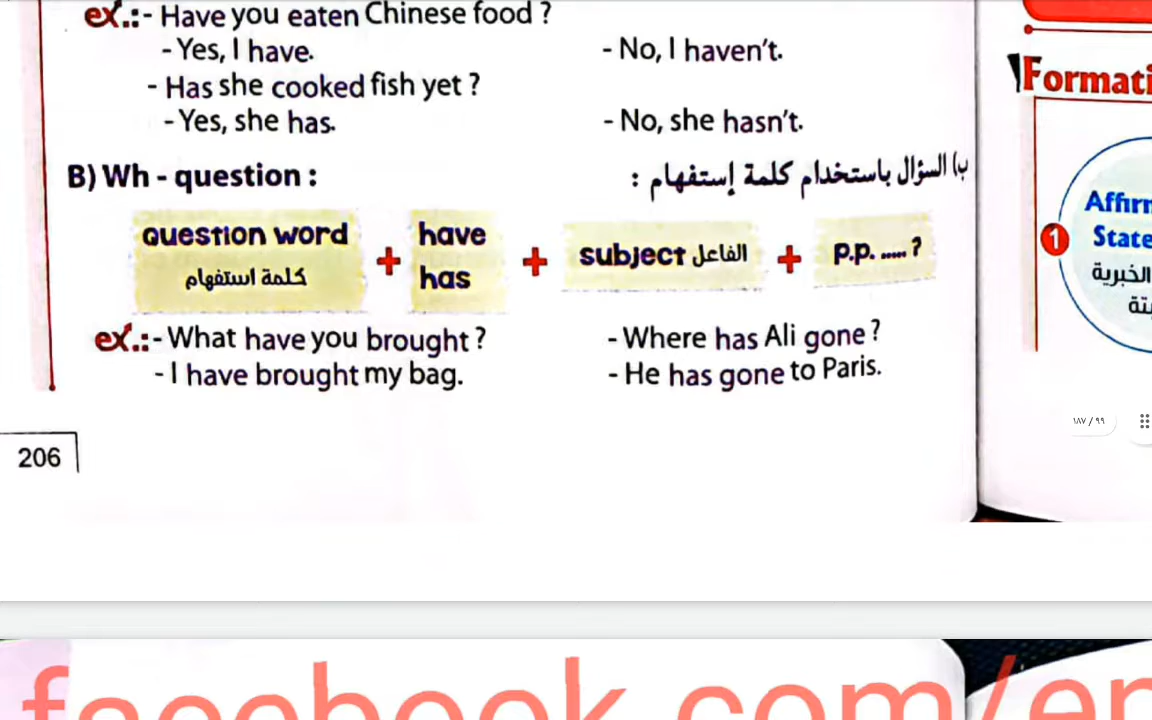 ex.:- Have you eaten Chinese food ?
- Yes, I have. - No, I haven't.
- Has she cooked fish yet ?
- Yes, she has. - No, she hasn't.
B) Wh - question : ب) السؤال باستخدام كلمة إستفهام :
question word كلمة استفهام + have has + subject الفاعل + p.p. ..... ?
ex.:- What have you brought ? - Where has Ali gone ?
- I have brought my bag. - He has gone to Paris.
206
Formati
1
Affirm
State
الخبرية
١٨٧ / ٩٩
facebook.com/en